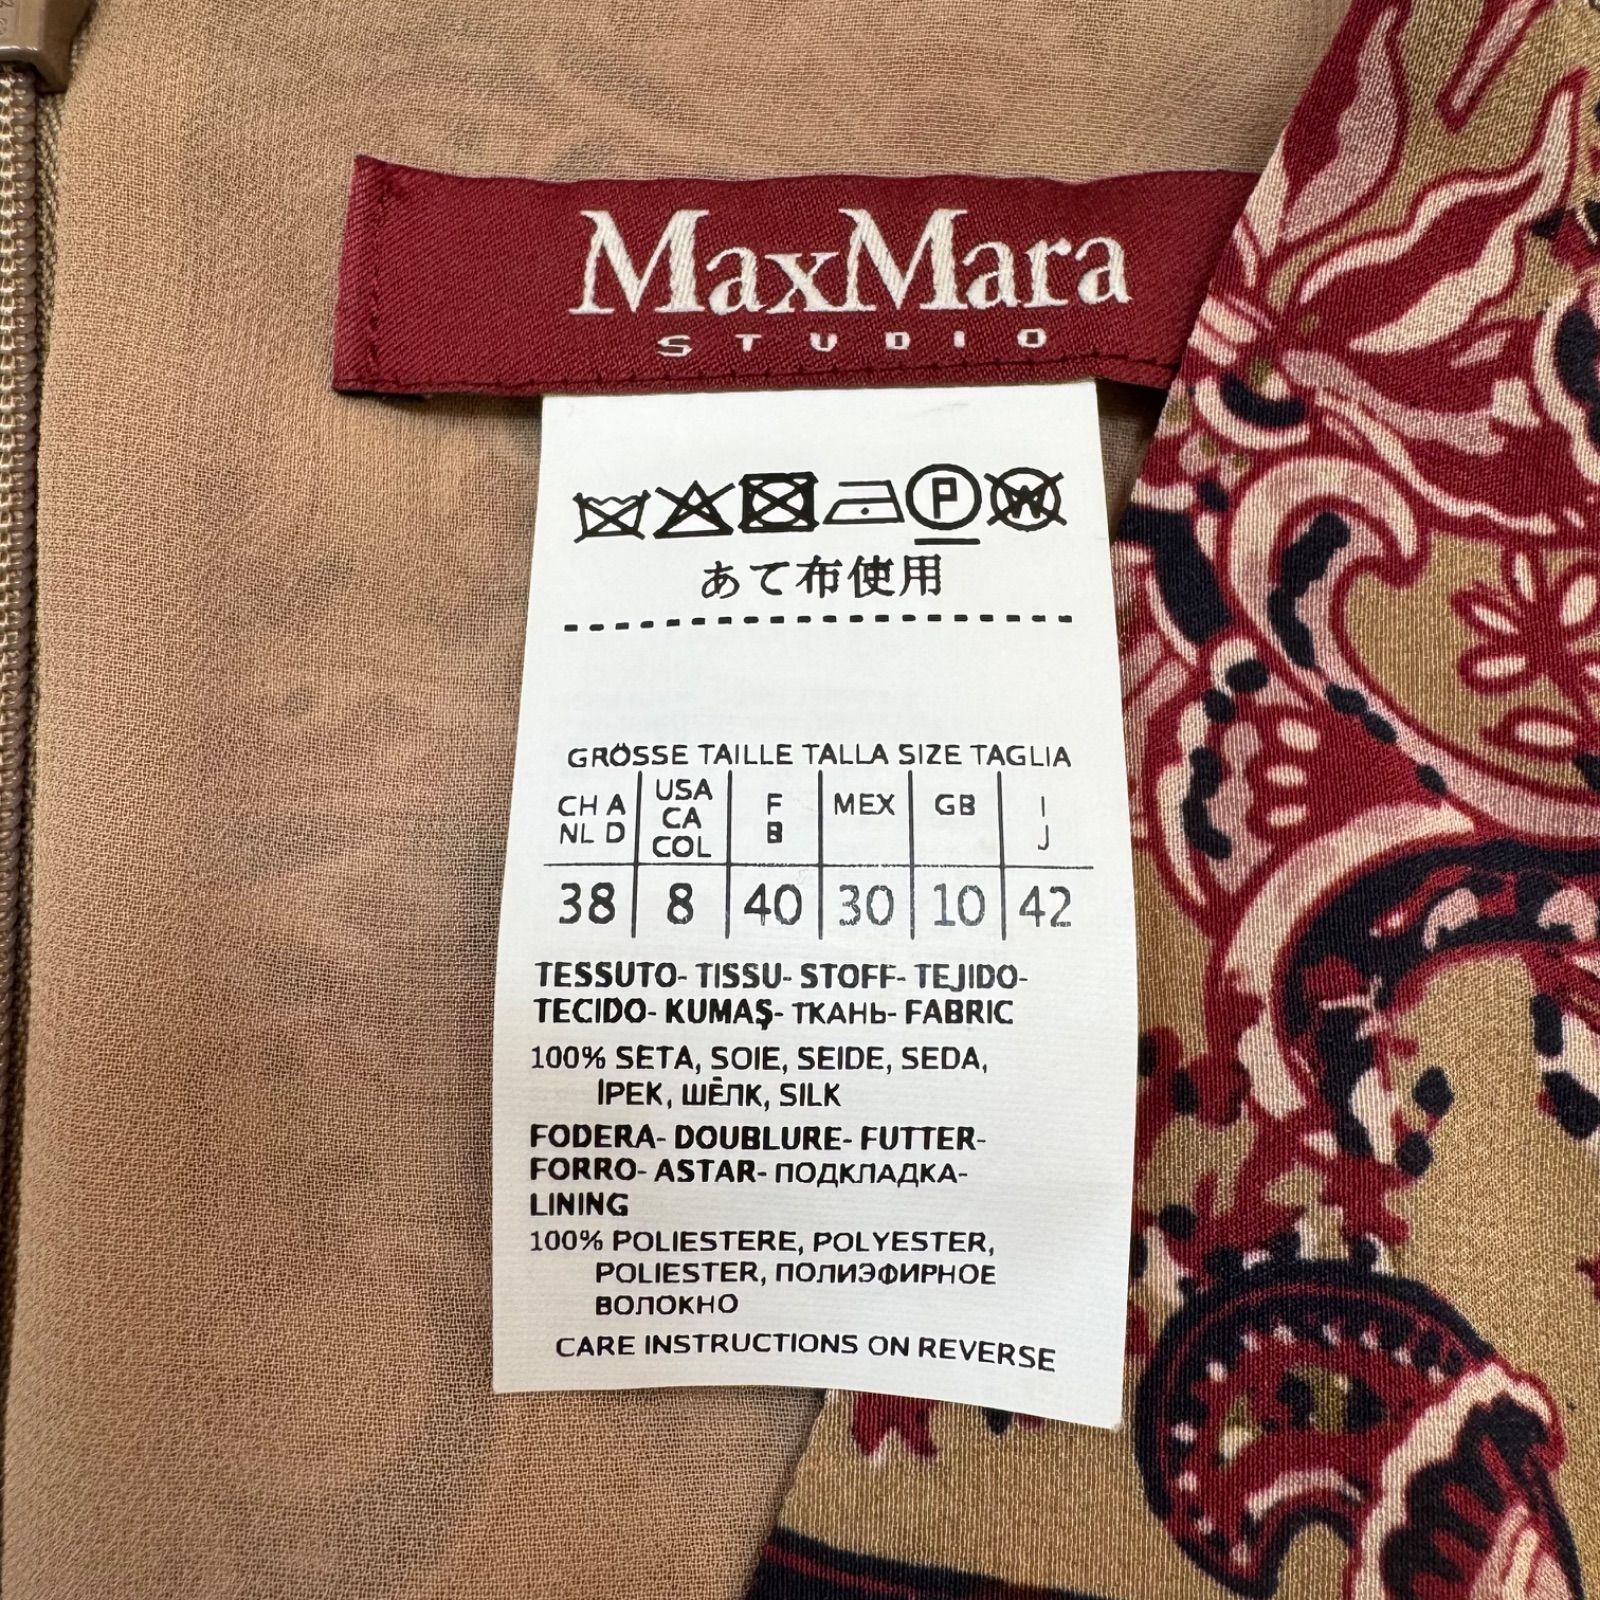 MaxMara
STUDIO
P W
あて布使用
GRÖSSE TAILLE TALLA SIZE TAGLIA
CH A NL D USA CA COL F B MEX GB I J
38 8 40 30 10 42
TESSUTO- TISSU- STOFF- TEJIDO-
TECIDO- KUMAŞ- ТКАНЬ- FABRIC
100% SETA, SOIE, SEIDE, SEDA,
İPEK, ШЁЛК, SILK
FODERA- DOUBLURE- FUTTER-
FORRO- ASTAR- ПОДКЛАДКА-
LINING
100% POLIESTERE, POLYESTER,
POLIESTER, ПОЛИЭФИРНОЕ
ВОЛОКНО
CARE INSTRUCTIONS ON REVERSE